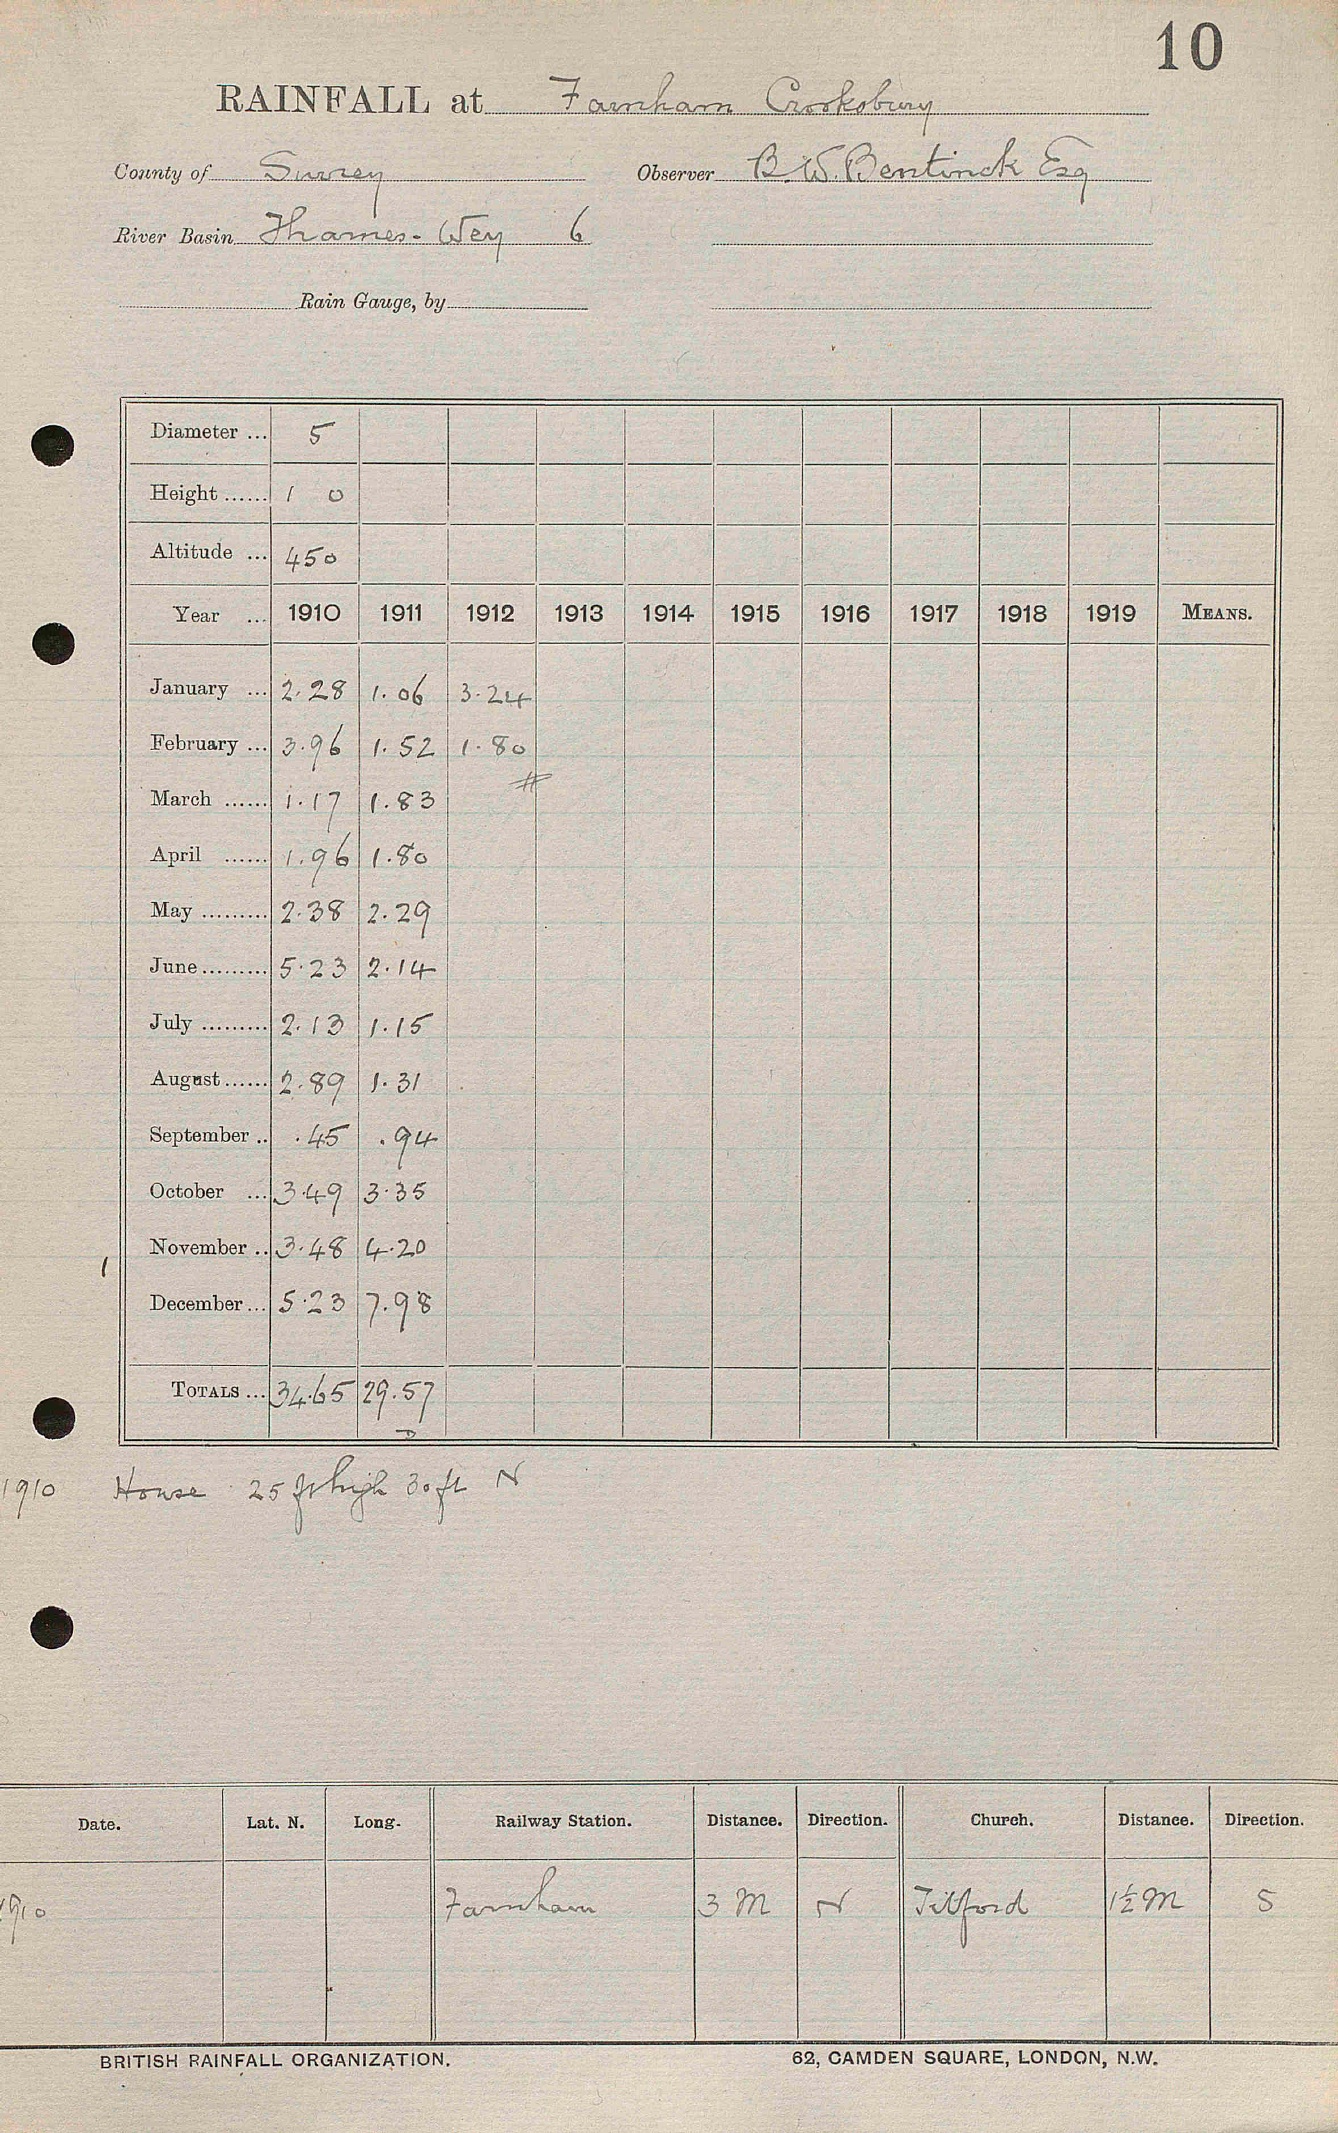 10
RAINFALL at Farnham Crooksbury
County of Surrey Observer B.W. Bentinck Esq
River Basin Thames - Wey 6
Rain Gauge, by
Diameter ... 5
Height ...... 1 0
Altitude ... 450
Year ... 1910 1911 1912 1913 1914 1915 1916 1917 1918 1919 MEANS.
January ... 2.28 1.06 3.24
February ... 3.96 1.52 1.80
March ...... 1.17 1.83
April ...... 1.96 1.80
May ......... 2.38 2.29
June ......... 5.23 2.14
July ......... 2.13 1.15
August ...... 2.89 1.31
September .. .45 .94
October ... 3.49 3.35
November .. 3.48 4.20
December ... 5.23 7.98
TOTALS ... 34.65 29.57
1910 House 25 ft high 30 ft N
Date. Lat. N. Long. Railway Station. Distance. Direction. Church. Distance. Direction.
1910 Farnham 3 M N Tilford 1½ M S
BRITISH RAINFALL ORGANIZATION. 62, CAMDEN SQUARE, LONDON, N.W.